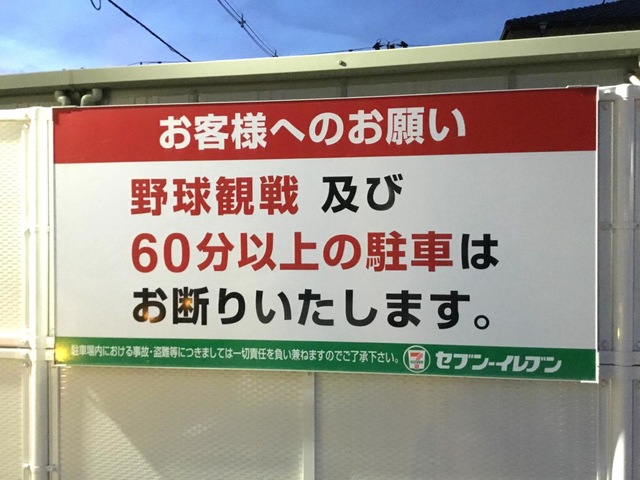 お客様へのお願い
野球観戦 及び
60分以上の駐車は
お断りいたします。
駐車場内における事故・盗難等につきましては一切責任を負い兼ねますのでご了承下さい。 セブン-イレブン